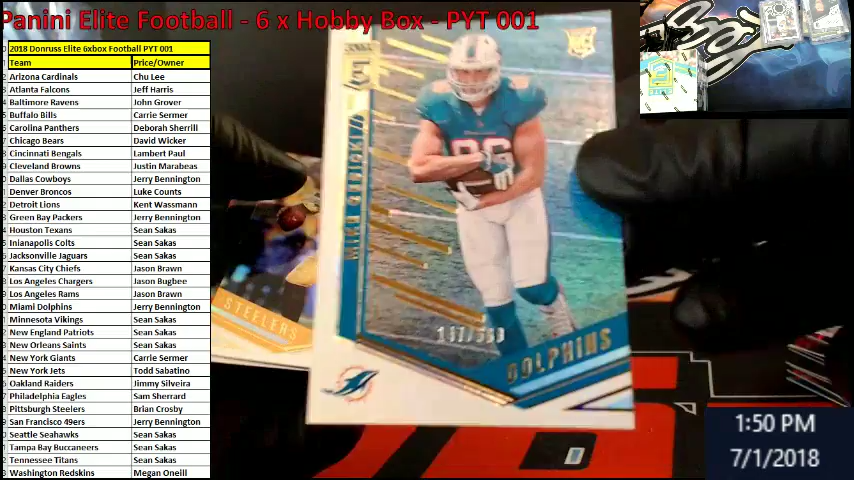 Panini Elite Football - 6 x Hobby Box - PYT 001
2018 Donruss Elite 6xbox Football PYT 001
Team Price/Owner
Arizona Cardinals Chu Lee
Atlanta Falcons Jeff Harris
Baltimore Ravens John Grover
Buffalo Bills Carrie Sermer
Carolina Panthers Deborah Sherrill
Chicago Bears David Wicker
Cincinnati Bengals Lambert Paul
Cleveland Browns Justin Marabeas
Dallas Cowboys Jerry Bennington
Denver Broncos Luke Counts
Detroit Lions Kent Wassmann
Green Bay Packers Jerry Bennington
Houston Texans Sean Sakas
Inianapolis Colts Sean Sakas
Jacksonville Jaguars Sean Sakas
Kansas City Chiefs Jason Brawn
Los Angeles Chargers Jason Bugbee
Los Angeles Rams Jason Brawn
Miami Dolphins Jerry Bennington
Minnesota Vikings Sean Sakas
New England Patriots Sean Sakas
New Orleans Saints Sean Sakas
New York Giants Carrie Sermer
New York Jets Todd Sabatino
Oakland Raiders Jimmy Silveira
Philadelphia Eagles Sam Sherrard
Pittsburgh Steelers Brian Crosby
San Francisco 49ers Jerry Bennington
Seattle Seahawks Sean Sakas
Tampa Bay Buccaneers Sean Sakas
Tennessee Titans Sean Sakas
Washington Redskins Megan Oneill
MIKE GESICKI
86
DOLPHINS
STEELERS
1:50 PM
7/1/2018